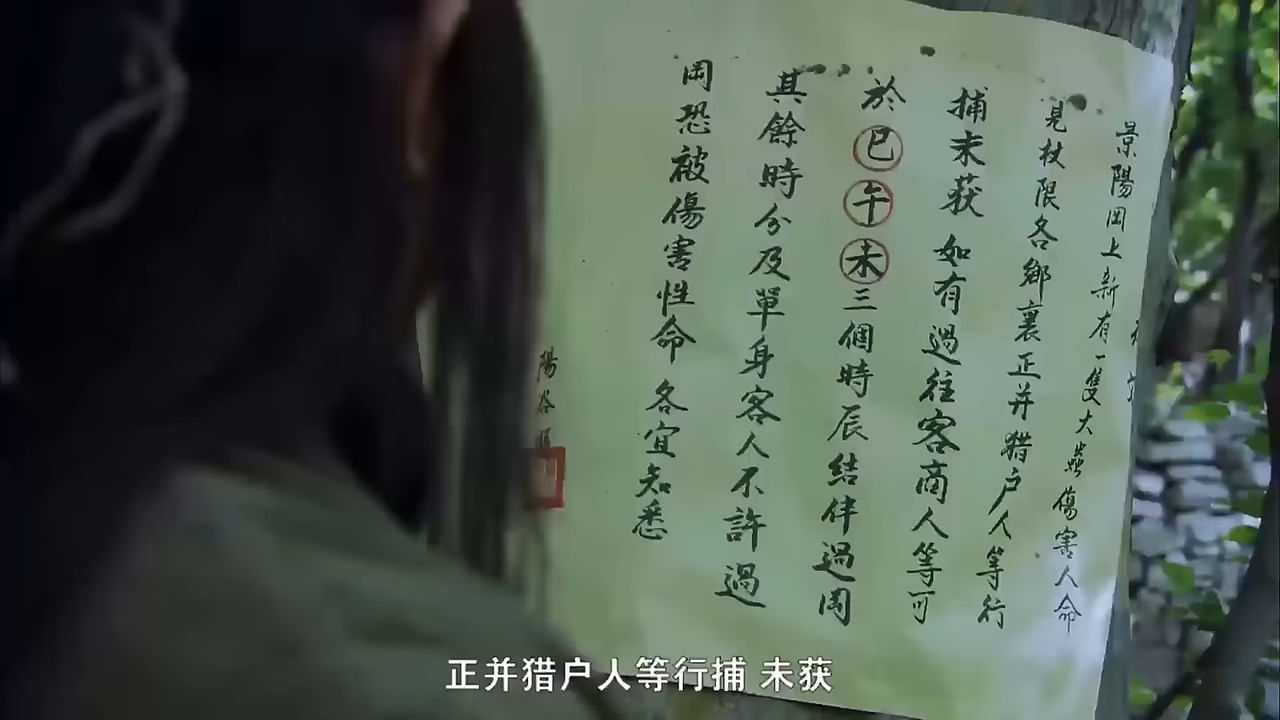 景陽岡上新有一隻大蟲傷害人命
見杖限各鄉裏正并猎户人等行
捕未获 如有過往客商人等可
於巳午未三個時辰結伴過岡
其餘時分及單身客人不許過
岡恐被傷害性命 各宜知悉
陽谷
正并猎户人等行捕 未获